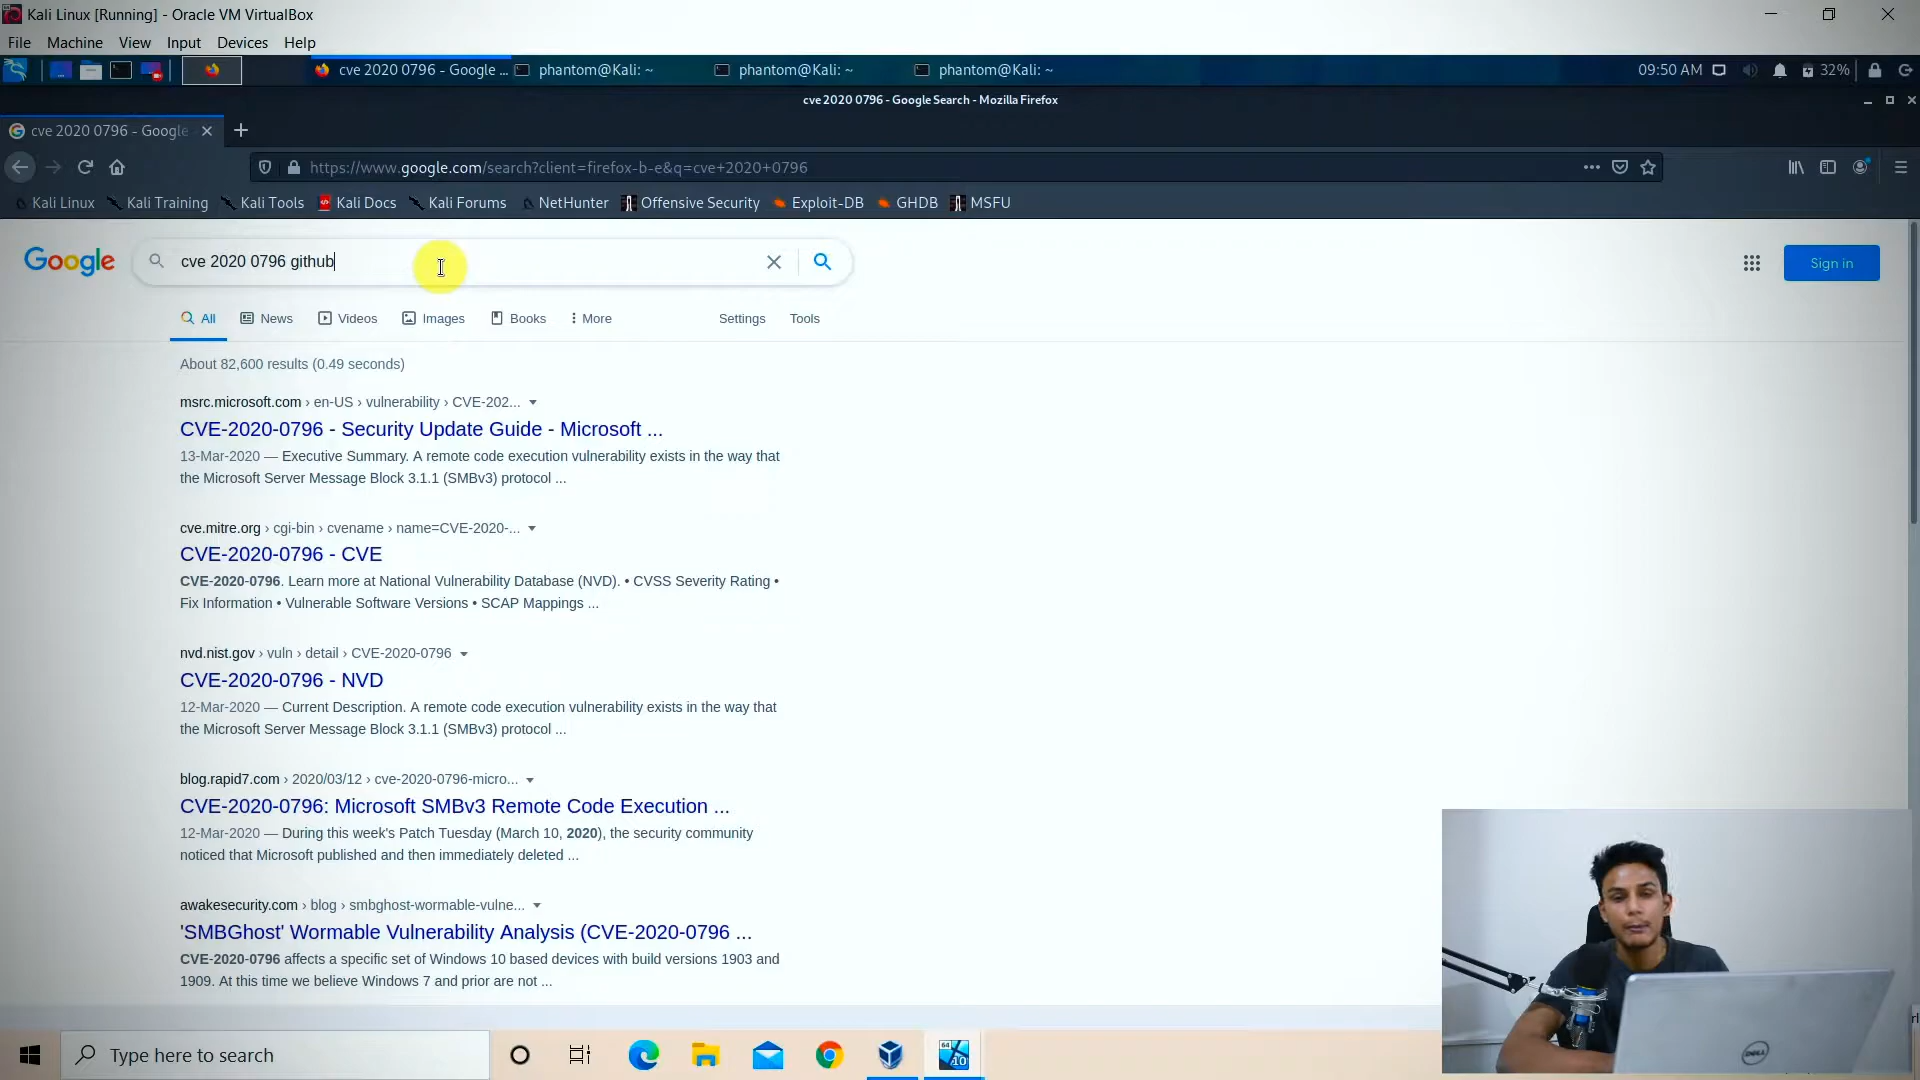 Kali Linux [Running] - Oracle VM VirtualBox
File Machine View Input Devices Help
cve 2020 0796 - Google ... phantom@Kali: ~ phantom@Kali: ~ phantom@Kali: ~ 09:50 AM 32%
cve 2020 0796 - Google Search - Mozilla Firefox
cve 2020 0796 - Google
https://www.google.com/search?client=firefox-b-e&q=cve+2020+0796
Kali Linux Kali Training Kali Tools Kali Docs Kali Forums NetHunter Offensive Security Exploit-DB GHDB MSFU
Google cve 2020 0796 github Sign in
All News Videos Images Books More Settings Tools
About 82,600 results (0.49 seconds)
msrc.microsoft.com › en-US › vulnerability › CVE-202...
CVE-2020-0796 - Security Update Guide - Microsoft ...
13-Mar-2020 — Executive Summary. A remote code execution vulnerability exists in the way that
the Microsoft Server Message Block 3.1.1 (SMBv3) protocol ...
cve.mitre.org › cgi-bin › cvename › name=CVE-2020-...
CVE-2020-0796 - CVE
CVE-2020-0796. Learn more at National Vulnerability Database (NVD). • CVSS Severity Rating •
Fix Information • Vulnerable Software Versions • SCAP Mappings ...
nvd.nist.gov › vuln › detail › CVE-2020-0796
CVE-2020-0796 - NVD
12-Mar-2020 — Current Description. A remote code execution vulnerability exists in the way that
the Microsoft Server Message Block 3.1.1 (SMBv3) protocol ...
blog.rapid7.com › 2020/03/12 › cve-2020-0796-micro...
CVE-2020-0796: Microsoft SMBv3 Remote Code Execution ...
12-Mar-2020 — During this week's Patch Tuesday (March 10, 2020), the security community
noticed that Microsoft published and then immediately deleted ...
awakesecurity.com › blog › smbghost-wormable-vulne...
'SMBGhost' Wormable Vulnerability Analysis (CVE-2020-0796 ...
CVE-2020-0796 affects a specific set of Windows 10 based devices with build versions 1903 and
1909. At this time we believe Windows 7 and prior are not ...
Type here to search
64
10
DELL